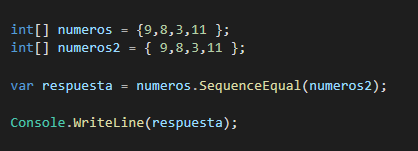 int[] numeros = {9,8,3,11 };
int[] numeros2 = { 9,8,3,11 };
var respuesta = numeros.SequenceEqual(numeros2);
Console.WriteLine(respuesta);